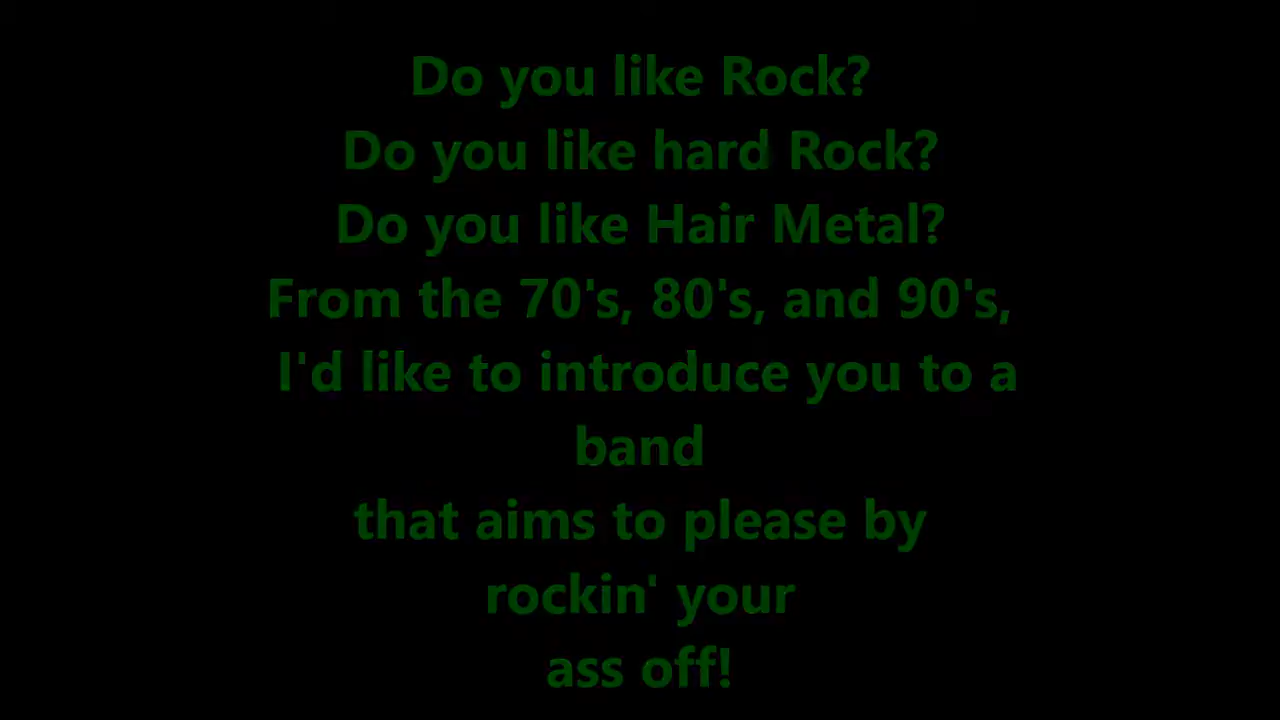 Do you like Rock?
Do you like hard Rock?
Do you like Hair Metal?
From the 70's, 80's, and 90's,
I'd like to introduce you to a
band
that aims to please by
rockin' your
ass off!